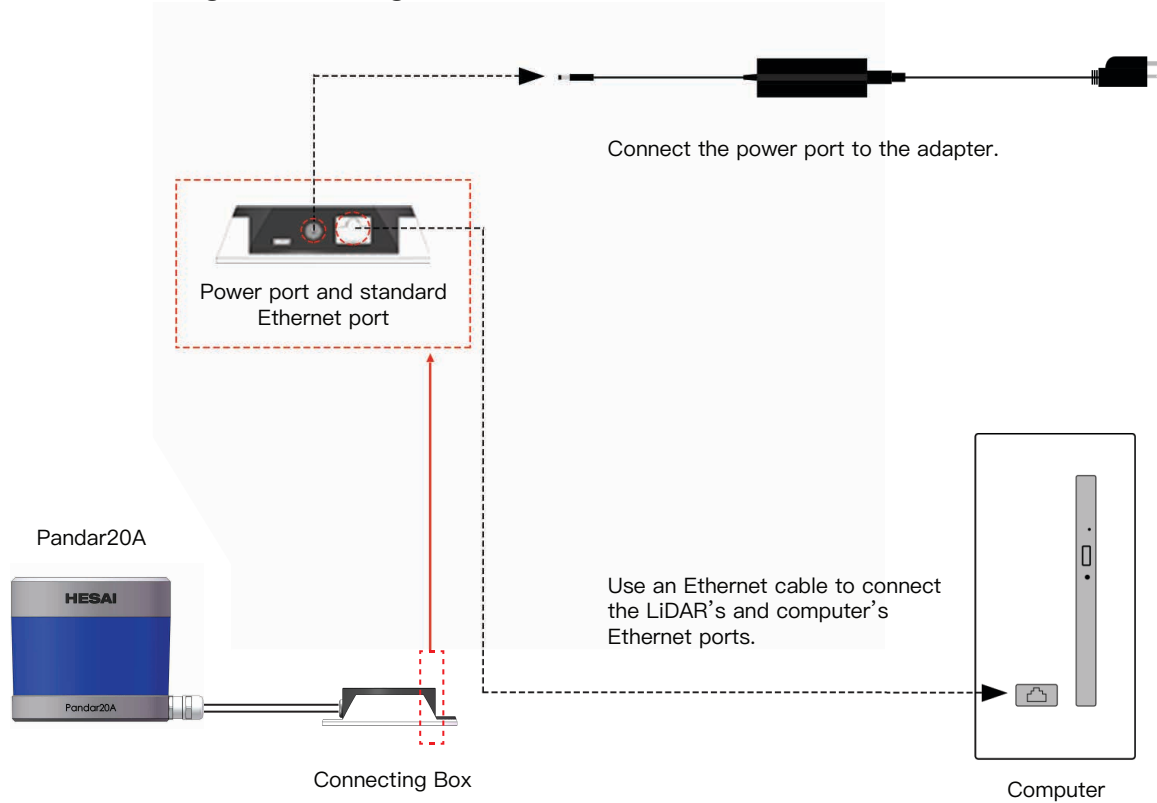 Connect the power port to the adapter.
Power port and standard
Ethernet port
Pandar20A
HESAI
Pandar20A
Use an Ethernet cable to connect
the LiDAR’s and computer’s
Ethernet ports.
Connecting Box
Computer